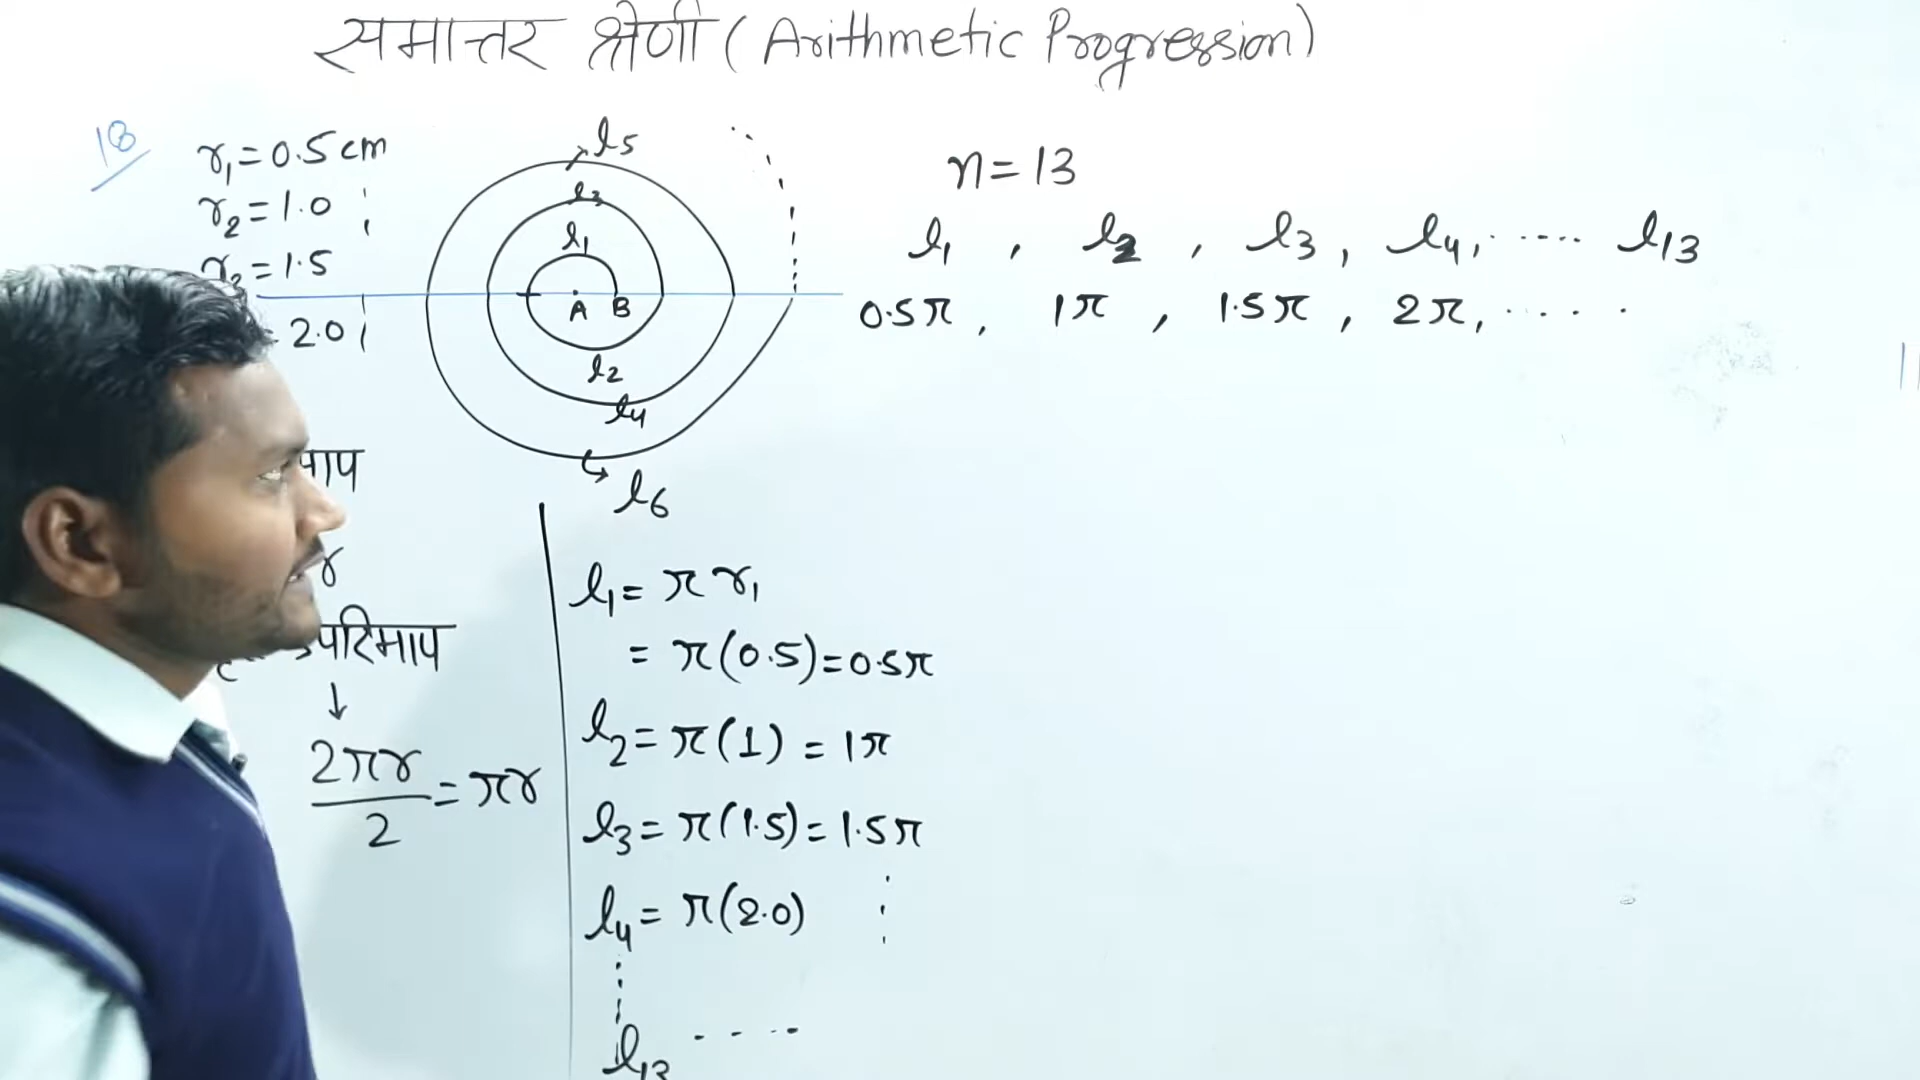 समान्तर श्रेणी (Arithmetic Progression)
18
r₁ = 0.5 cm
r₂ = 1.0
= 1.5
= 2.0
l₅
l₃
l₁
A B
l₂
l₄
l₆
n = 13
l₁ , l₂ , l₃ , l₄, ..... l₁₃
0.5π , 1π , 1.5π , 2π, .....
परिमाप
↓
2πr/2 = πr
l₁ = π r₁
= π(0.5) = 0.5π
l₂ = π(1) = 1π
l₃ = π(1.5) = 1.5π
l₄ = π(2.0)
l₁₃ ....